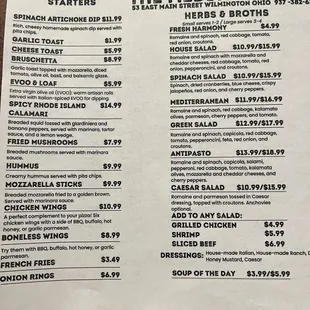 STARTERS
SPINACH ARTICHOKE DIP $11.99
Rich, cheesy homemade spinach dip served with
pita chips.
GARLIC TOAST $1.99
CHEESE TOAST $5.99
BRUSCHETTA $8.99
Garlic toast topped with mozzarella, diced
tomatoes, olive oil, basil, and balsamic glaze.
EVOO & LOAF $5.99
Extra virgin olive oil (EVOO), warm artisan rolls
served with Italian-spiced EVOO for dipping
SPICY RHODE ISLAND $14.99
CALAMARI
Breaded squid tossed with giardiniera and
banana peppers, served with marinara, tartar
sauce, and a lemon wedge.
FRIED MUSHROOMS $7.99
Breaded mushrooms served with marinara
sauce.
HUMMUS $9.99
Creamy hummus served with pita chips.
MOZZARELLA STICKS $9.99
Breaded mozzarella fried to a golden brown.
Served with marinara sauce.
CHICKEN WINGS $10.99
A perfect complement to your pizza! Six
chicken wings with a side of BBQ, buffalo, hot
honey, or garlic parmesan.
BONELESS WINGS $8.99
Try them with BBQ, buffalo, hot honey, or garlic
parmesan.
FRENCH FRIES $3.49
ONION RINGS $6.99
53 EAST MAIN STREET WILMINGTON OHIO 937-382-6
HERBS & BROTHS
Small serves 1-2 / Large serves 3-4
FRESH HARMONY $4.99
Romaine and spinach, red cabbage, tomato,
red onion, croutons.
HOUSE SALAD $10.99/$15.99
Romaine and spinach with mozzarella and
cheddar cheeses, red cabbage, tomato, red
onion, pepperoncini, and croutons.
SPINACH SALAD $10.99/$15.99
Spinach, dried cranberries, blue cheese, crispy
jalapeños, red onion, and cherry peppers.
MEDITERRANEAN $11.99/$16.99
Romaine and spinach, red cabbage, kalamata
olives, parmesan, cherry peppers, and tomato.
GREEK SALAD $12.99/$17.99
Romaine and spinach, red cabbage,
tomato, pepperoncini, feta, red onion, and
croutons.
ANTIPASTO $13.99/$18.99
Romaine and spinach, capicola, salami,
pepperoni, red cabbage, tomato, kalamata
olives, mozzarella and cheddar cheeses, and
cherry peppers.
CAESAR SALAD $10.99/$15.99
Romaine and parmesan tossed in Caesar
dressing, topped with croutons. Anchovies
optional.
ADD TO ANY SALAD:
GRILLED CHICKEN $4.99
SHRIMP $5.99
SLICED BEEF $6.99
DRESSINGS: House-made Italian, House-made Ranch,
Honey Mustard, Caesar
SOUP OF THE DAY $3.99/$5.99